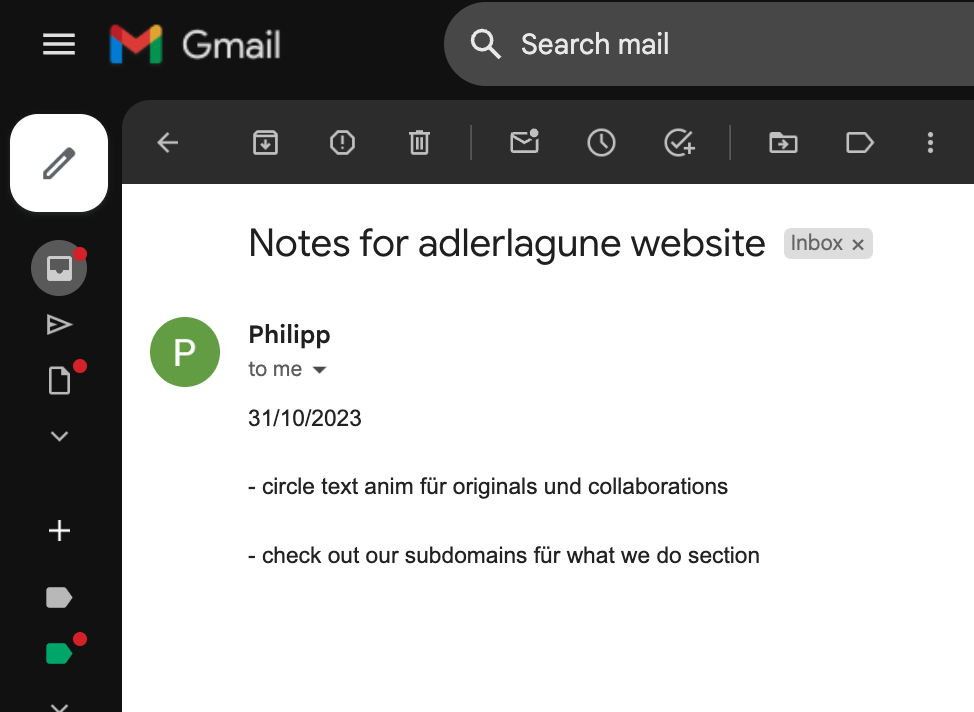 Gmail
Search mail
Notes for adlerlagune website Inbox ×
P
Philipp
to me
31/10/2023
- circle text anim für originals und collaborations
- check out our subdomains für what we do section